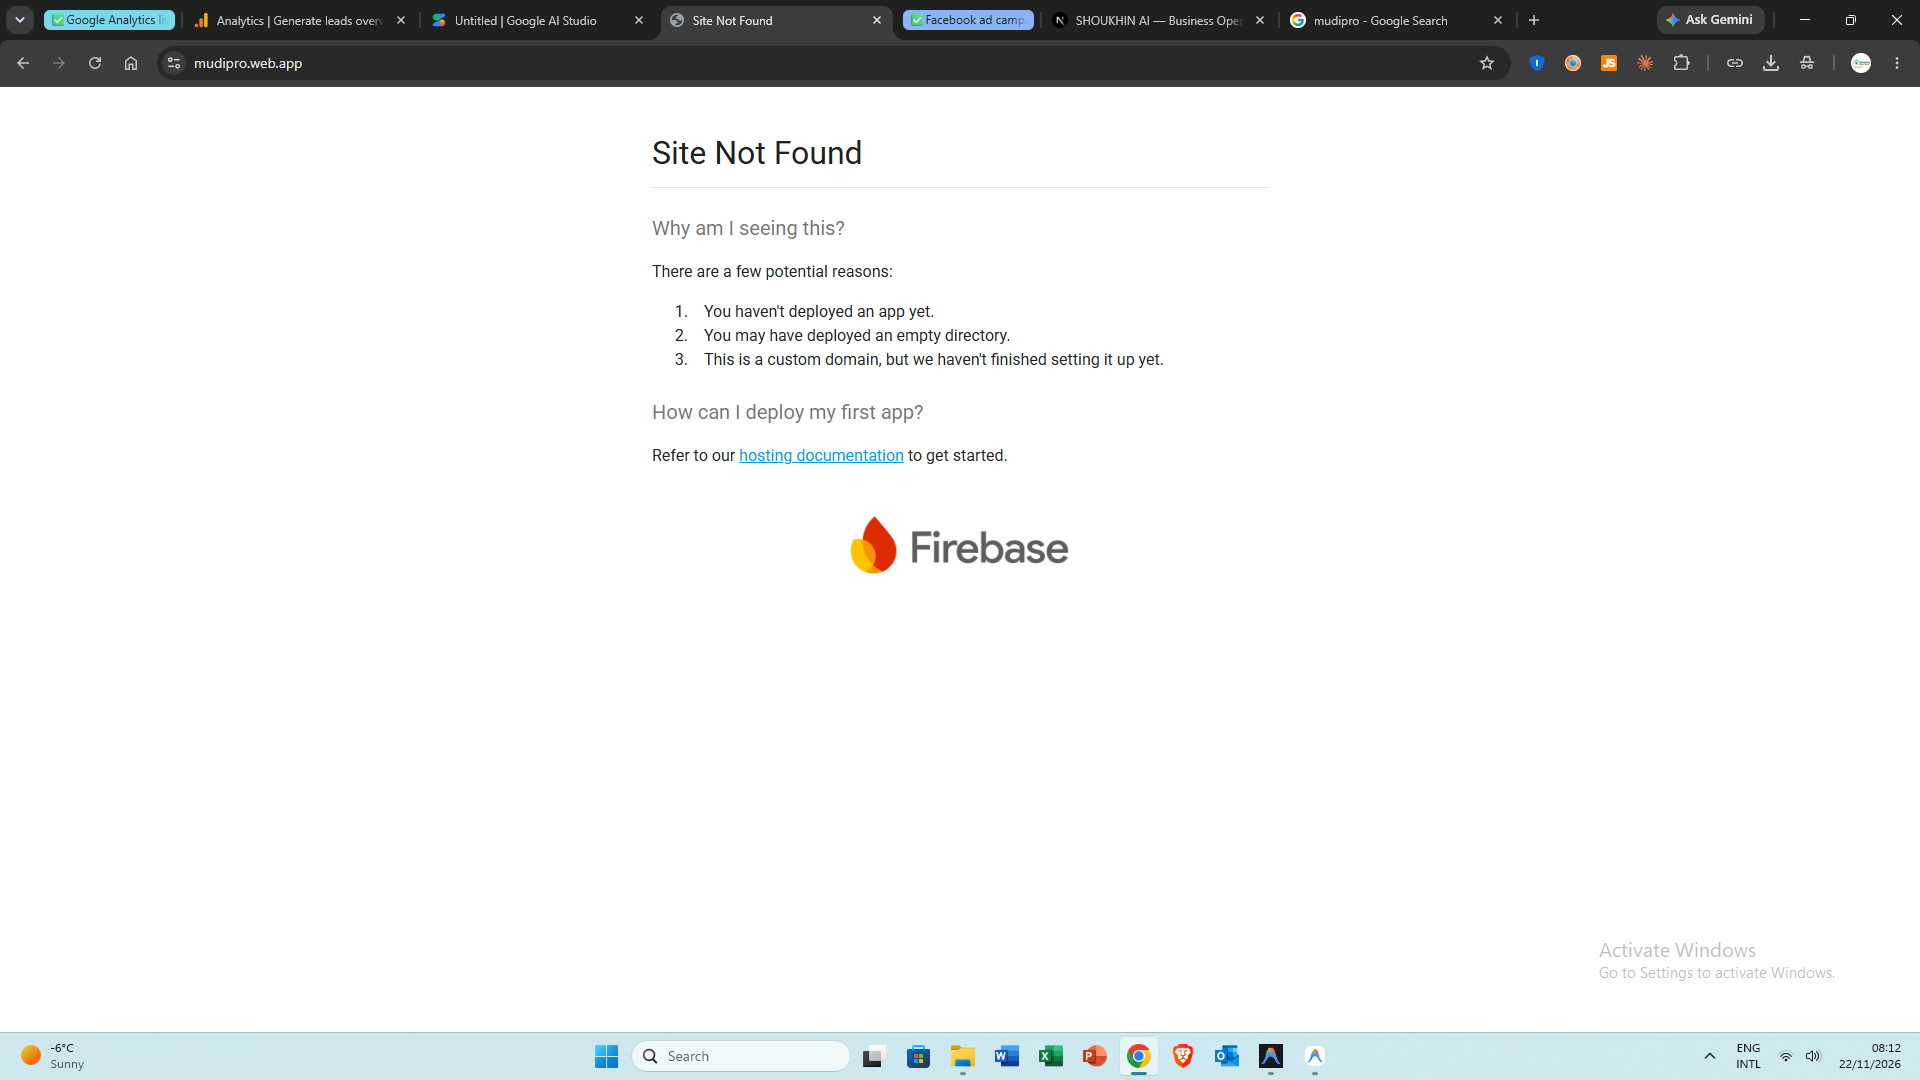 Google Analytics li
Analytics | Generate leads overv
Untitled | Google AI Studio
Site Not Found
Facebook ad camp
SHOUKHIN AI — Business Oper
mudipro - Google Search
Ask Gemini
mudipro.web.app
JS
Site Not Found
Why am I seeing this?
There are a few potential reasons:
1. You haven't deployed an app yet.
2. You may have deployed an empty directory.
3. This is a custom domain, but we haven't finished setting it up yet.
How can I deploy my first app?
Refer to our hosting documentation to get started.
Firebase
Activate Windows
Go to Settings to activate Windows.
-6°C
Sunny
Search
ENG
INTL
08:12
22/11/2026